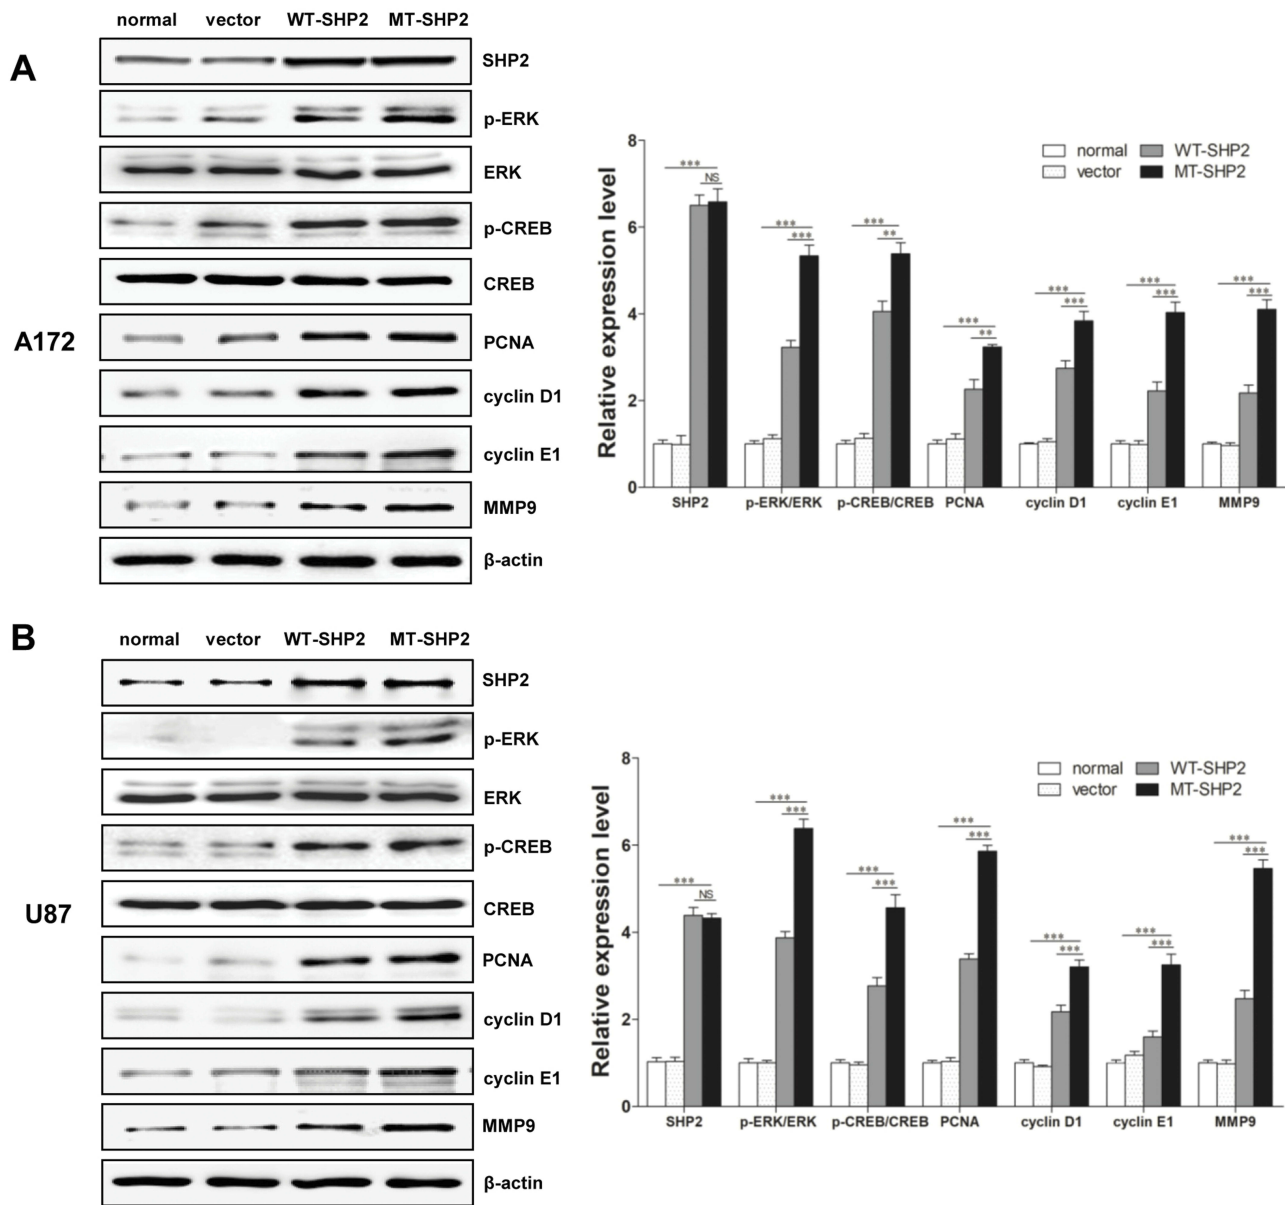 A
normal vector WT-SHP2 MT-SHP2
SHP2
p-ERK
ERK
p-CREB
CREB
A172
PCNA
cyclin D1
cyclin E1
MMP9
β-actin
Relative expression level
8
6
4
2
0
normal WT-SHP2
vector MT-SHP2
***
NS
***
***
***
**
***
**
***
***
***
***
***
***
SHP2 p-ERK/ERK p-CREB/CREB PCNA cyclin D1 cyclin E1 MMP9
B
normal vector WT-SHP2 MT-SHP2
SHP2
p-ERK
ERK
p-CREB
CREB
U87
PCNA
cyclin D1
cyclin E1
MMP9
β-actin
Relative expression level
8
6
4
2
0
normal WT-SHP2
vector MT-SHP2
***
NS
***
***
***
***
***
***
***
***
***
***
***
***
SHP2 p-ERK/ERK p-CREB/CREB PCNA cyclin D1 cyclin E1 MMP9